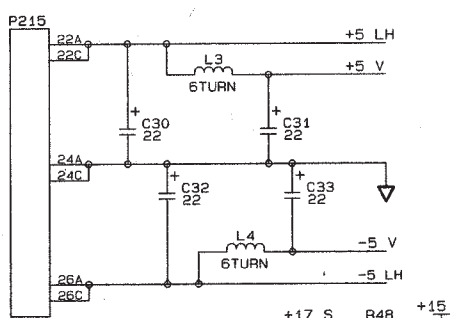 P215
22A
22C
+5 LH
L3
6TURN
+5 V
+
C30
22
+
C31
22
24A
24C
+
C32
22
+
C33
22
L4
6TURN
-5 V
26A
26C
-5 LH
+17 S
R48
+15